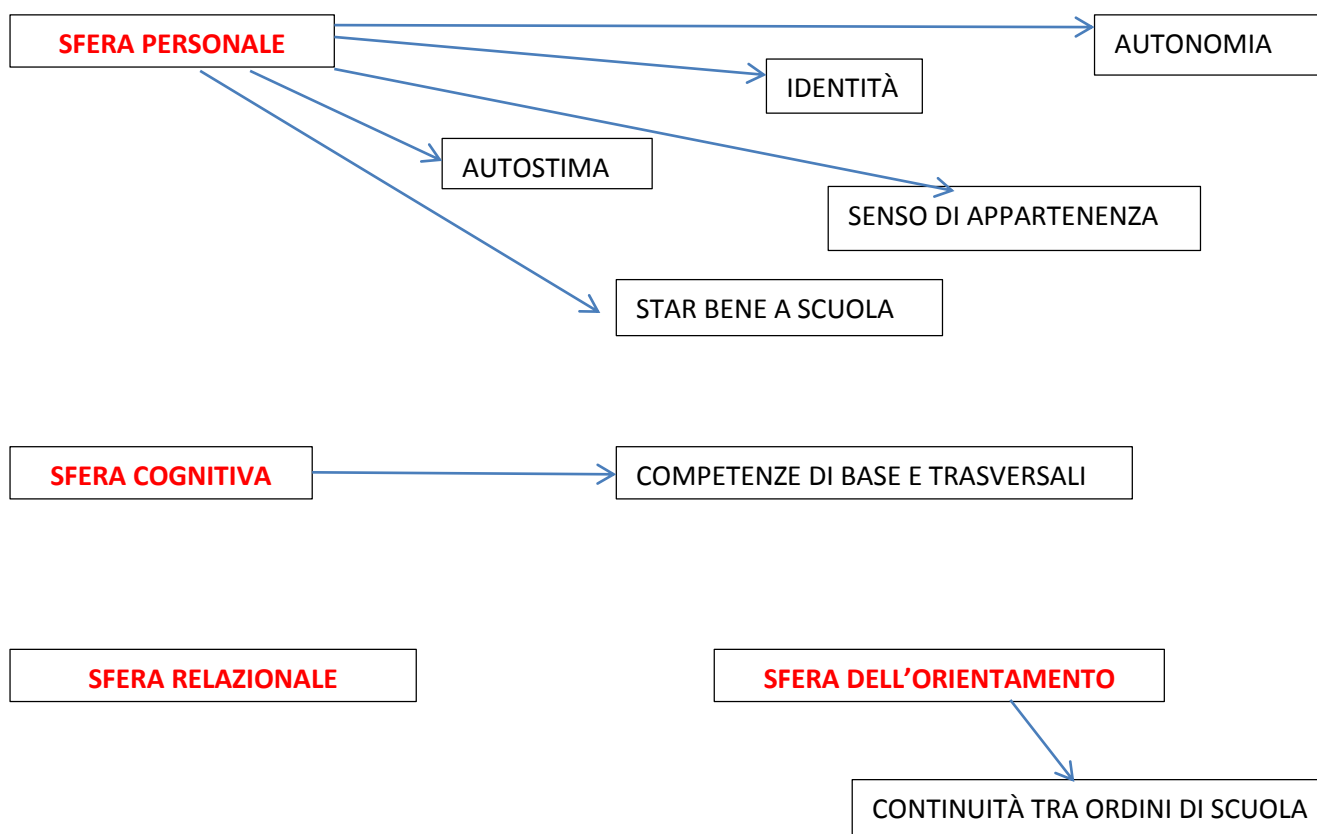 SFERA PERSONALE
AUTONOMIA
IDENTITÀ
AUTOSTIMA
SENSO DI APPARTENENZA
STAR BENE A SCUOLA
SFERA COGNITIVA
COMPETENZE DI BASE E TRASVERSALI
SFERA RELAZIONALE
SFERA DELL’ORIENTAMENTO
CONTINUITÀ TRA ORDINI DI SCUOLA